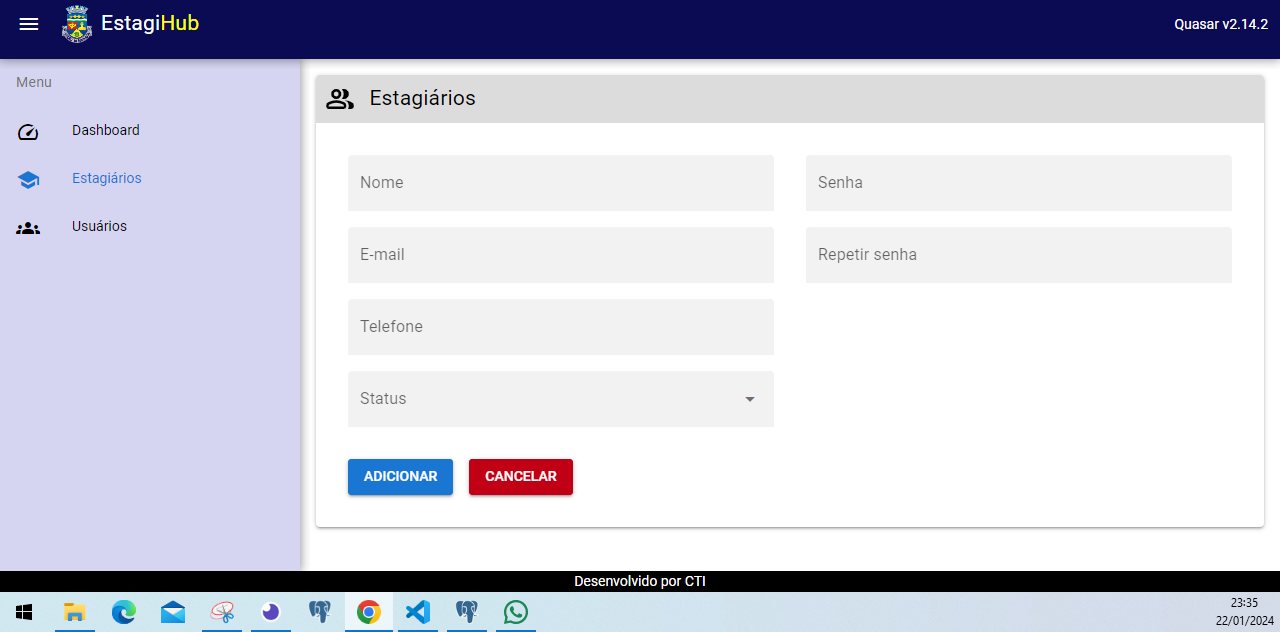 EstagiHub
Quasar v2.14.2
Menu
Dashboard
Estagiários
Usuários
Estagiários
Nome
Senha
E-mail
Repetir senha
Telefone
Status
ADICIONAR
CANCELAR
Desenvolvido por CTI
23:35
22/01/2024